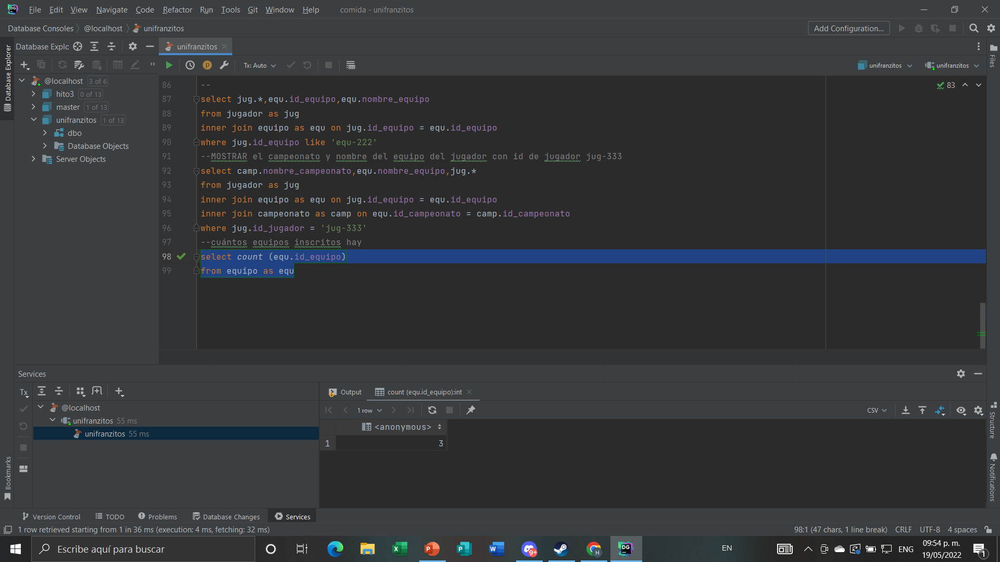 File Edit View Navigate Code Refactor Run Tools Git Window Help comida - unifranzitos
Database Consoles @localhost unifranzitos Add Configuration...
Database Explc unifranzitos
Tx: Auto unifranzitos unifranzitos
Database Explorer
Files
@localhost 3 of 6
hito3 0 of 13
master 1 of 13
unifranzitos 1 of 13
dbo
Database Objects
Server Objects
83
86 --
87 select jug.*,equ.id_equipo,equ.nombre_equipo
88 from jugador as jug
89 inner join equipo as equ on jug.id_equipo = equ.id_equipo
90 where jug.id_equipo like 'equ-222'
91 --MOSTRAR el campeonato y nombre del equipo del jugador con id de jugador jug-333
92 select camp.nombre_campeonato,equ.nombre_equipo,jug.*
93 from jugador as jug
94 inner join equipo as equ on jug.id_equipo = equ.id_equipo
95 inner join campeonato as camp on equ.id_campeonato = camp.id_campeonato
96 where jug.id_jugador = 'jug-333'
97 --cuántos equipos inscritos hay
98 select count (equ.id_equipo)
99 from equipo as equ
Services
Tx
@localhost
unifranzitos 55 ms
unifranzitos 55 ms
Output count (equ.id_equipo):int
1 row CSV
<anonymous>
1 3
Structure
Notifications
Bookmarks
Version Control TODO Problems Database Changes Services
1 row retrieved starting from 1 in 36 ms (execution: 4 ms, fetching: 32 ms) 98:1 (47 chars, 1 line break) CRLF UTF-8 4 spaces
Escribe aquí para buscar 9+ H DG EN ENG 09:54 p. m.
19/05/2022 1